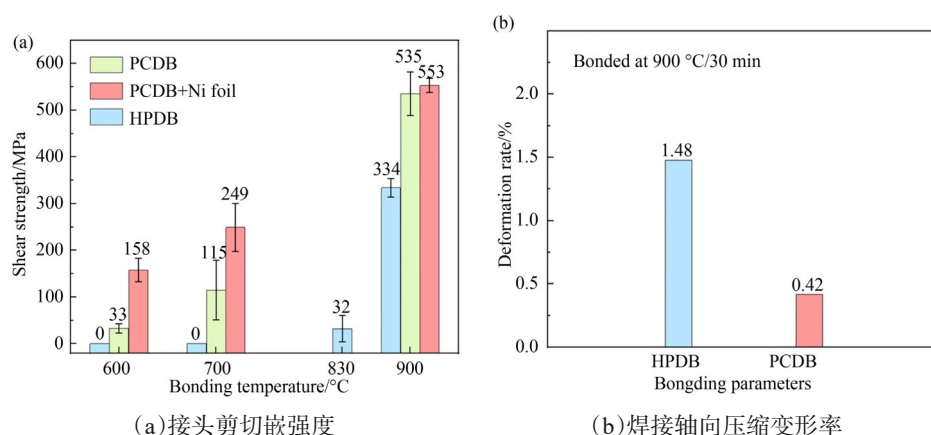 (a)
PCDB
PCDB+Ni foil
HPDB
Shear strength/MPa
600
500
400
300
200
100
0
0
33
158
0
115
249
32
334
535
553
600
700
830
900
Bonding temperature/°C
(a)接头剪切嵌强度
(b)
Bonded at 900 °C/30 min
Deformation rate/%
2.0
1.5
1.0
0.5
0.0
1.48
0.42
HPDB
PCDB
Bongding parameters
(b)焊接轴向压缩变形率